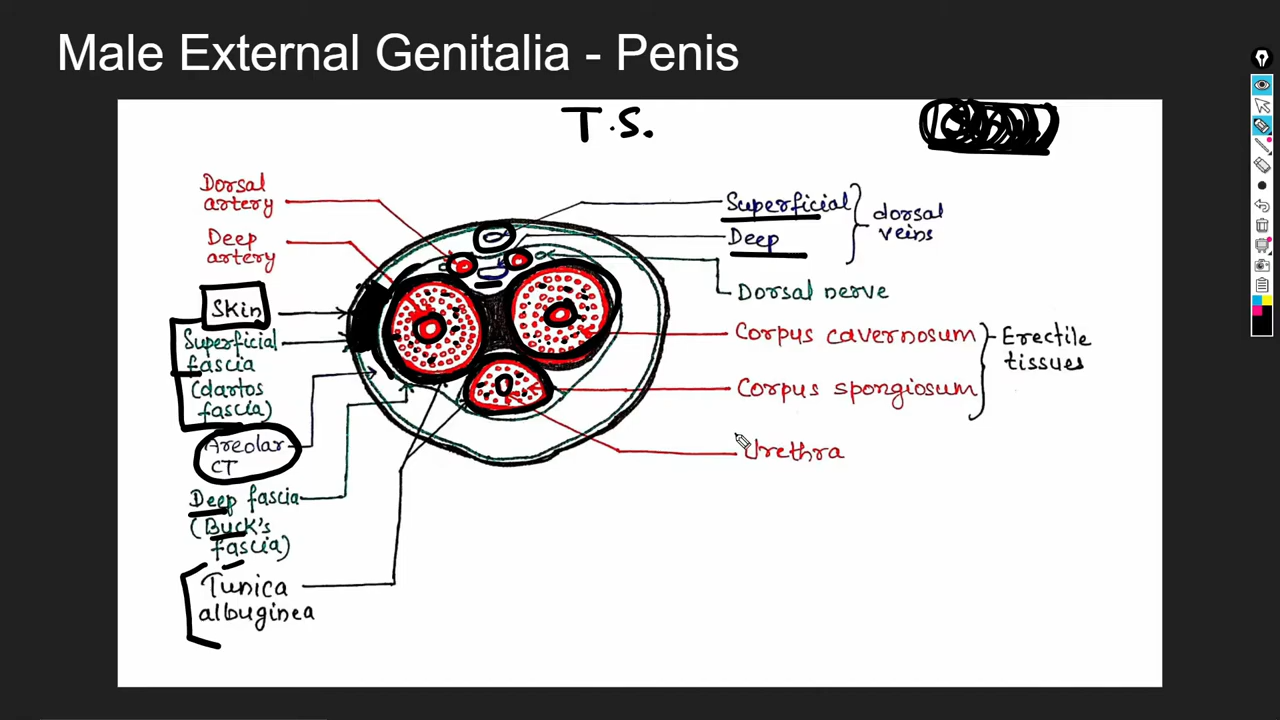 Male External Genitalia - Penis
T.S.
Dorsal
artery
Deep
artery
Skin
Superficial
fascia
(dartos
fascia)
Areolar
CT
Deep fascia
(Buck's
fascia)
Tunica
albuginea
Superficial
Deep
dorsal
veins
Dorsal nerve
Corpus cavernosum
Corpus spongiosum
Erectile
tissues
Urethra